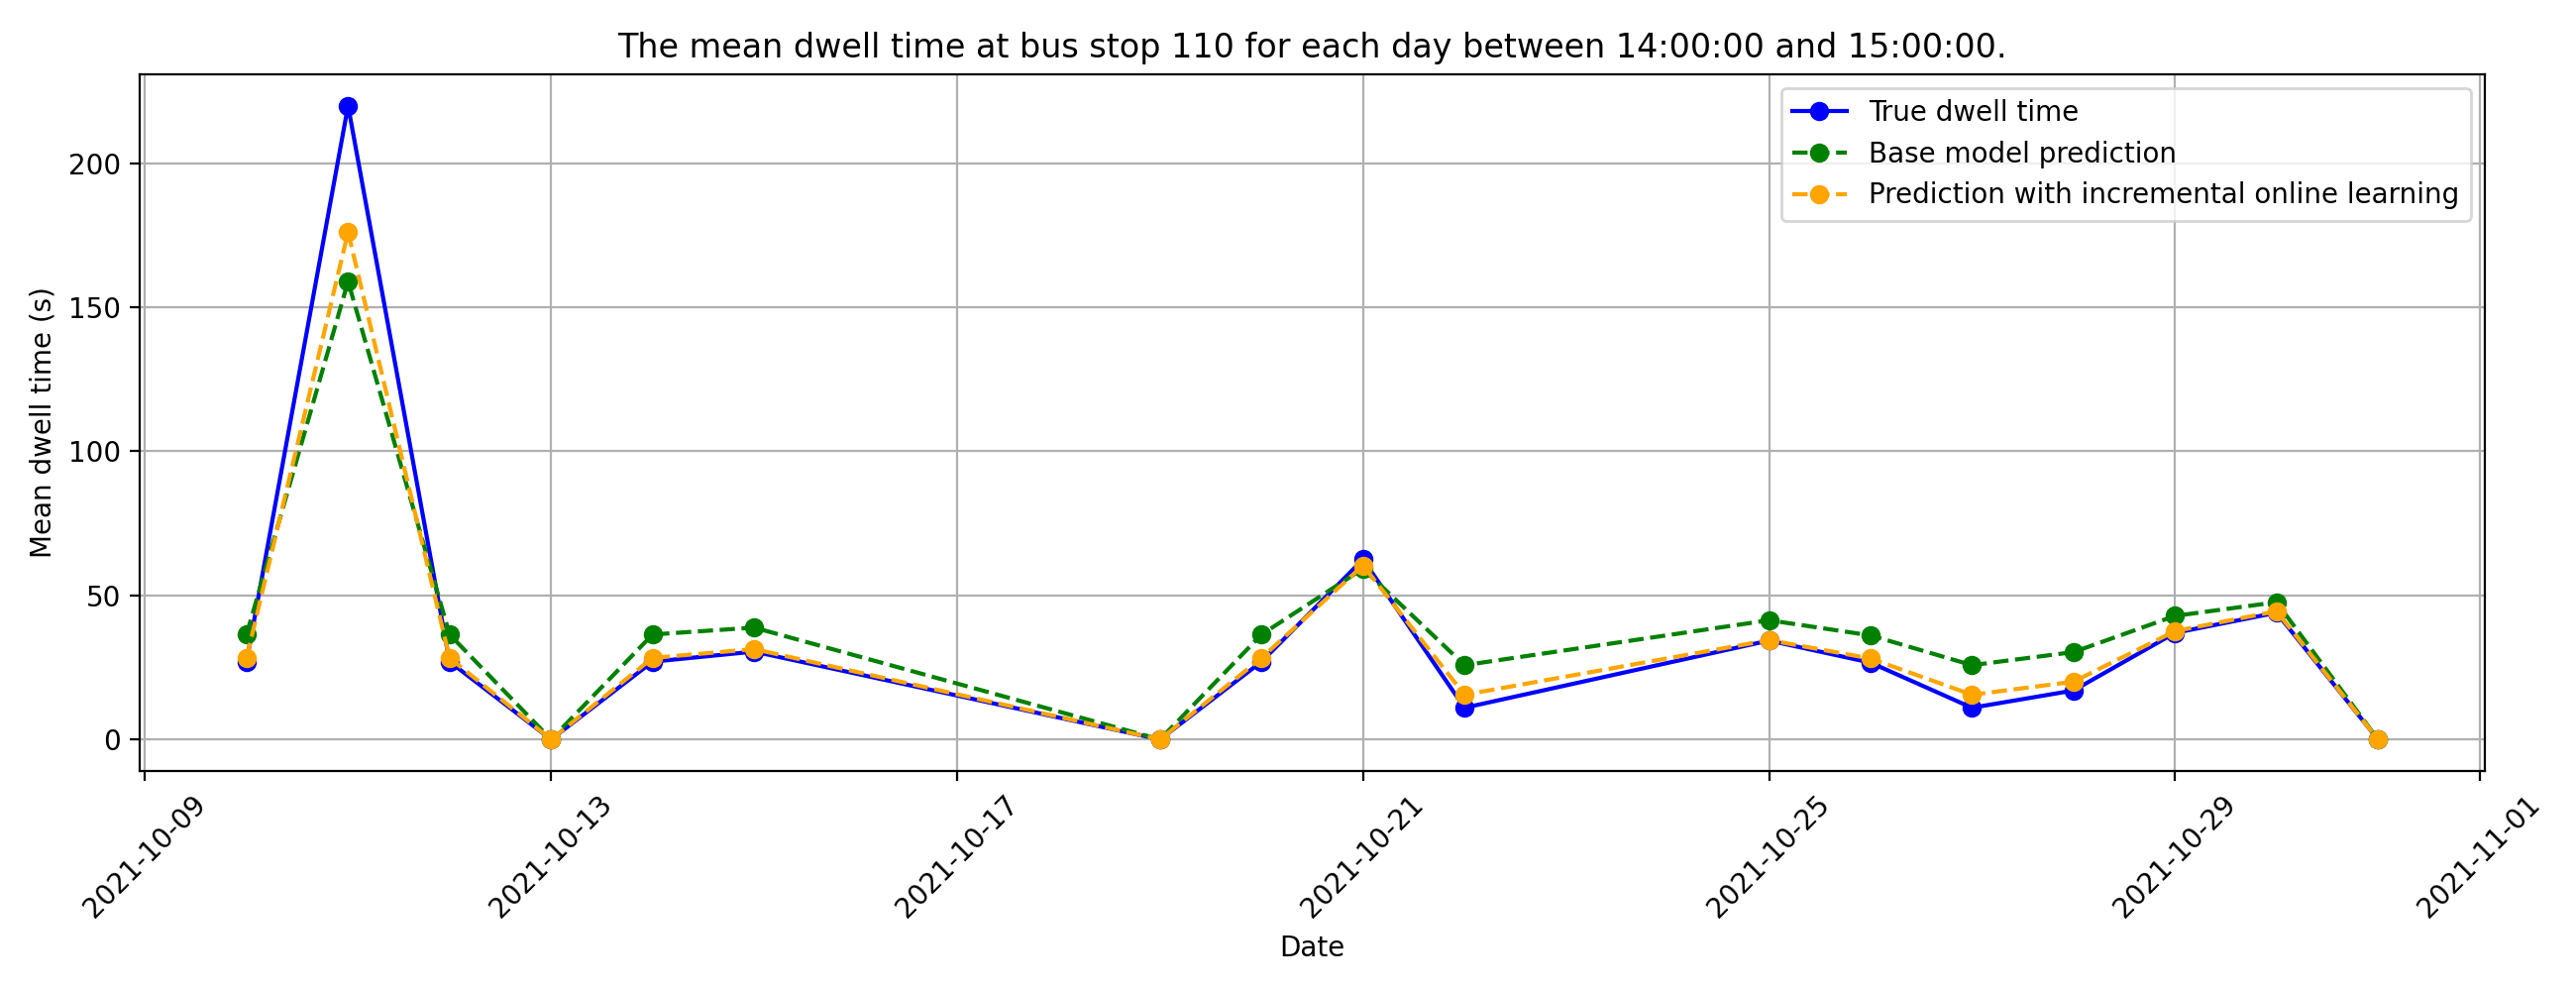 The mean dwell time at bus stop 110 for each day between 14:00:00 and 15:00:00.
True dwell time
Base model prediction
Prediction with incremental online learning
Mean dwell time (s)
200
150
100
50
0
2021-10-09
2021-10-13
2021-10-17
2021-10-21
2021-10-25
2021-10-29
2021-11-01
Date